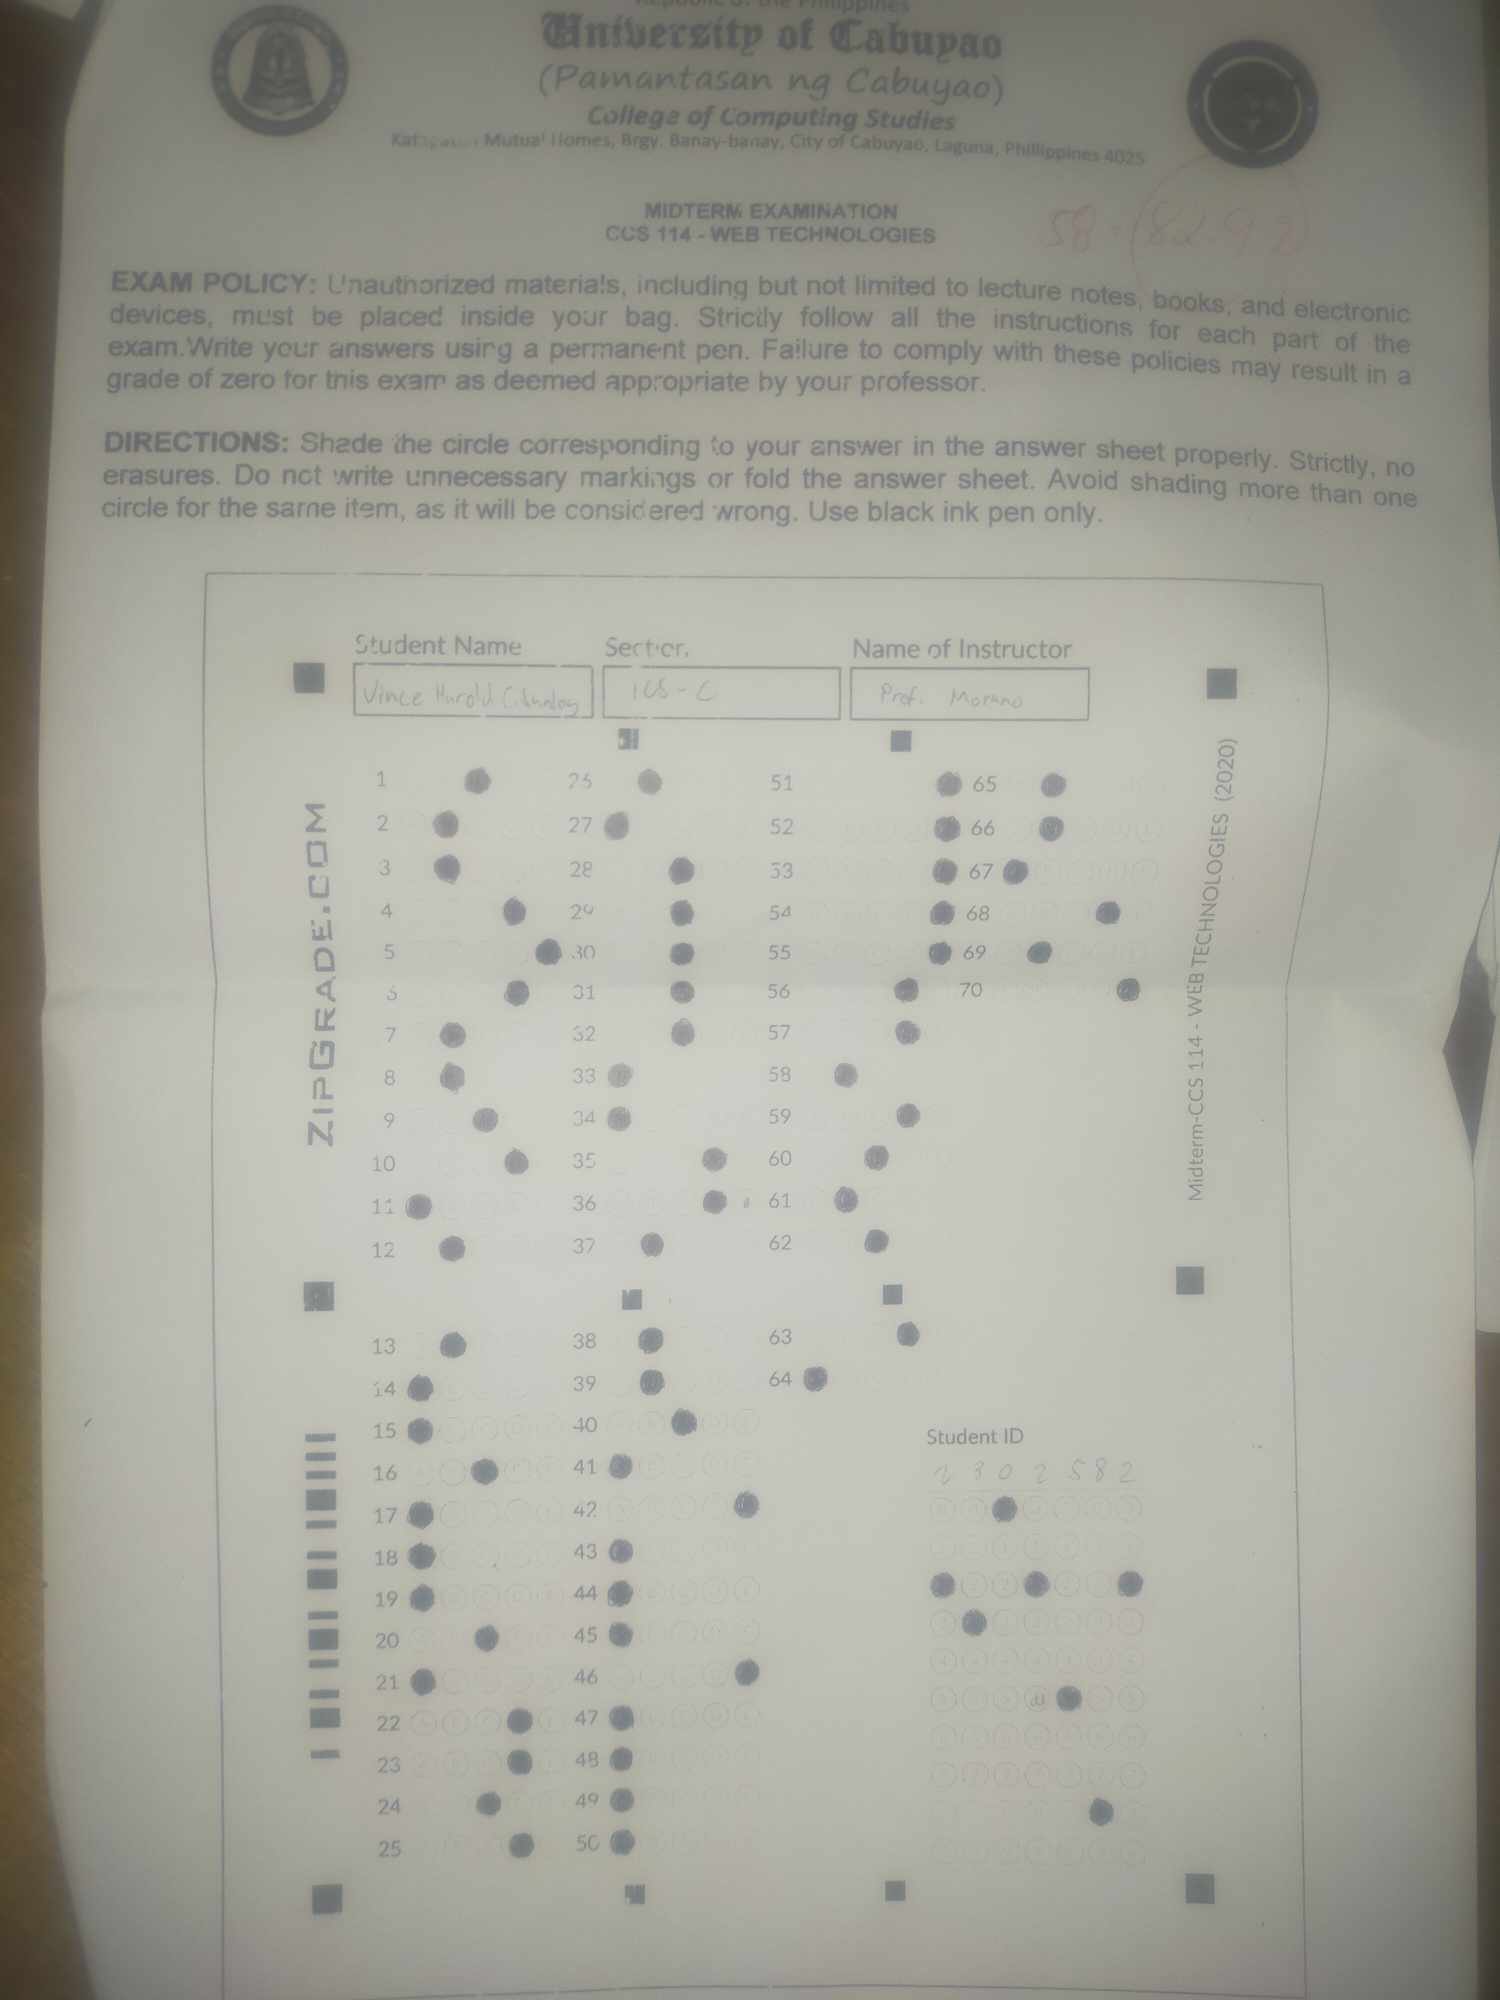 Republic of the Philippines
University of Cabuyao
(Pamantasan ng Cabuyao)
College of Computing Studies
Mutual Homes, Brgy. Banay-banay, City of Cabuyao, Laguna, Phillippines 4025
MIDTERM EXAMINATION
CCS 114 - WEB TECHNOLOGIES
58 - 82.92
EXAM POLICY: Unauthorized materials, including but not limited to lecture notes, books, and electronic
devices, must be placed inside your bag. Strictly follow all the instructions for each part of the
exam.Write your answers using a permanent pen. Failure to comply with these policies may result in a
grade of zero for this exam as deemed appropriate by your professor.
DIRECTIONS: Shade the circle corresponding to your answer in the answer sheet properly. Strictly, no
erasures. Do not write unnecessary markings or fold the answer sheet. Avoid shading more than one
circle for the same item, as it will be considered wrong. Use black ink pen only.
Student Name Section Name of Instructor
Vince Harold Prof.
ZIPGRADE.COM
1 26 51 65
2 27 52 66
3 28 53 67
4 29 54 68
5 30 55 69
6 31 56 70
7 32 57
8 33 58
9 34 59
10 35 60
11 36 61
12 37 62
13 38 63
14 39 64
15 40
16 41
17 42
18 43
19 44
20 45
21 46
22 47
23 48
24 49
25 50
Student ID
2 3 0 2 5 8 2
Midterm-CCS 114 - WEB TECHNOLOGIES (2020)